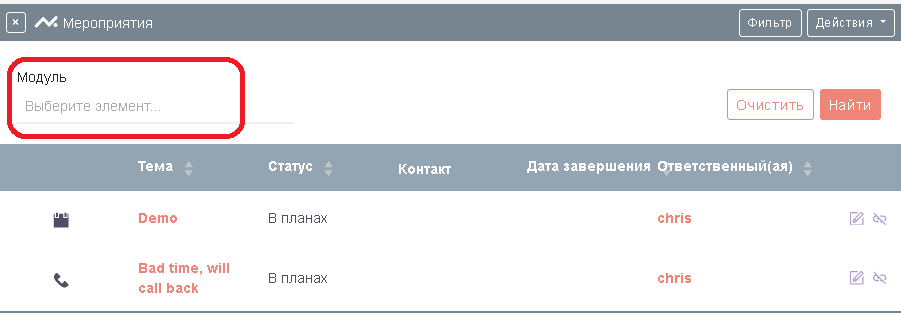 × Мероприятия Фильтр Действия
Модуль
Выберите элемент...
Очистить Найти
Тема Статус Контакт Дата завершения Ответственный(ая)
Demo В планах chris
Bad time, will
call back В планах chris